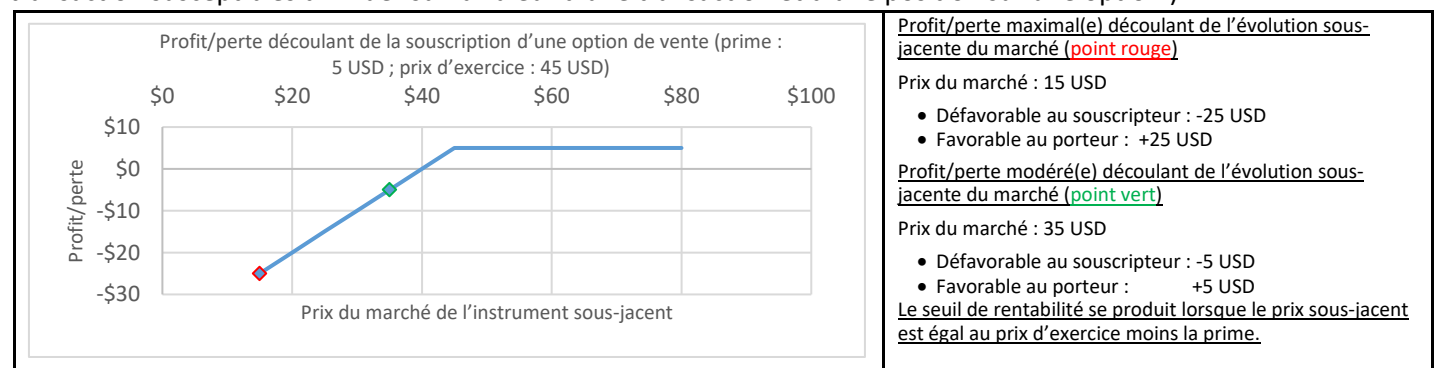 Profit/perte découlant de la souscription d’une option de vente (prime :
5 USD ; prix d’exercice : 45 USD)
$0 $20 $40 $60 $80 $100
$10
$0
-$10
-$20
-$30
Profit/perte
Prix du marché de l’instrument sous-jacent
Profit/perte maximal(e) découlant de l’évolution sous-
jacente du marché (point rouge)
Prix du marché : 15 USD
• Défavorable au souscripteur : -25 USD
• Favorable au porteur : +25 USD
Profit/perte modéré(e) découlant de l’évolution sous-
jacente du marché (point vert)
Prix du marché : 35 USD
• Défavorable au souscripteur : -5 USD
• Favorable au porteur : +5 USD
Le seuil de rentabilité se produit lorsque le prix sous-jacent
est égal au prix d’exercice moins la prime.